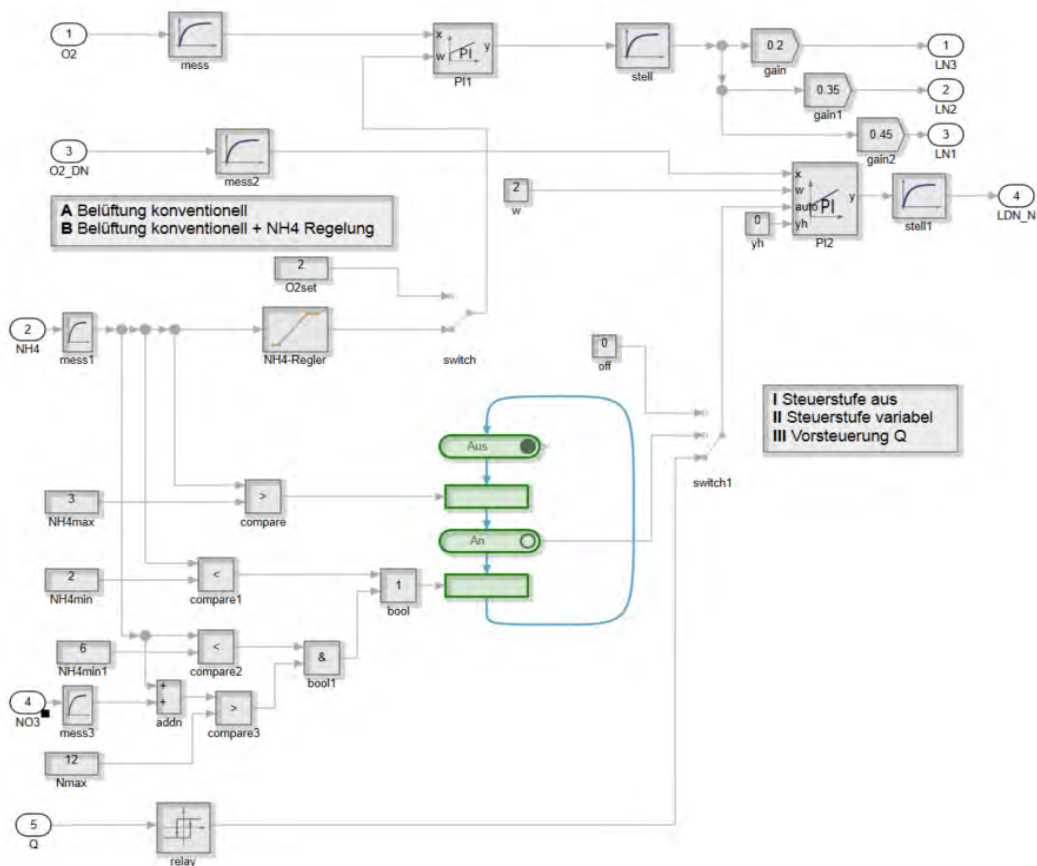 1
O2
mess
x
w
PI
y
PI1
stell
0.2
gain
1
LN3
0.35
gain1
2
LN2
0.45
gain2
3
LN1
3
O2_DN
mess2
2
w
x
w
auto
yh
PI
y
PI2
0
yh
stell1
4
LDN_N
A Belüftung konventionell
B Belüftung konventionell + NH4 Regelung
2
O2set
2
NH4
mess1
NH4-Regler
switch
0
off
I Steuerstufe aus
II Steuerstufe variabel
III Vorsteuerung Q
switch1
Aus
3
NH4max
>
compare
An
2
NH4min
<
compare1
1
bool
6
NH4min1
<
compare2
&
bool1
4
NO3
mess3
+
+
addn
>
compare3
12
Nmax
5
Q
relay